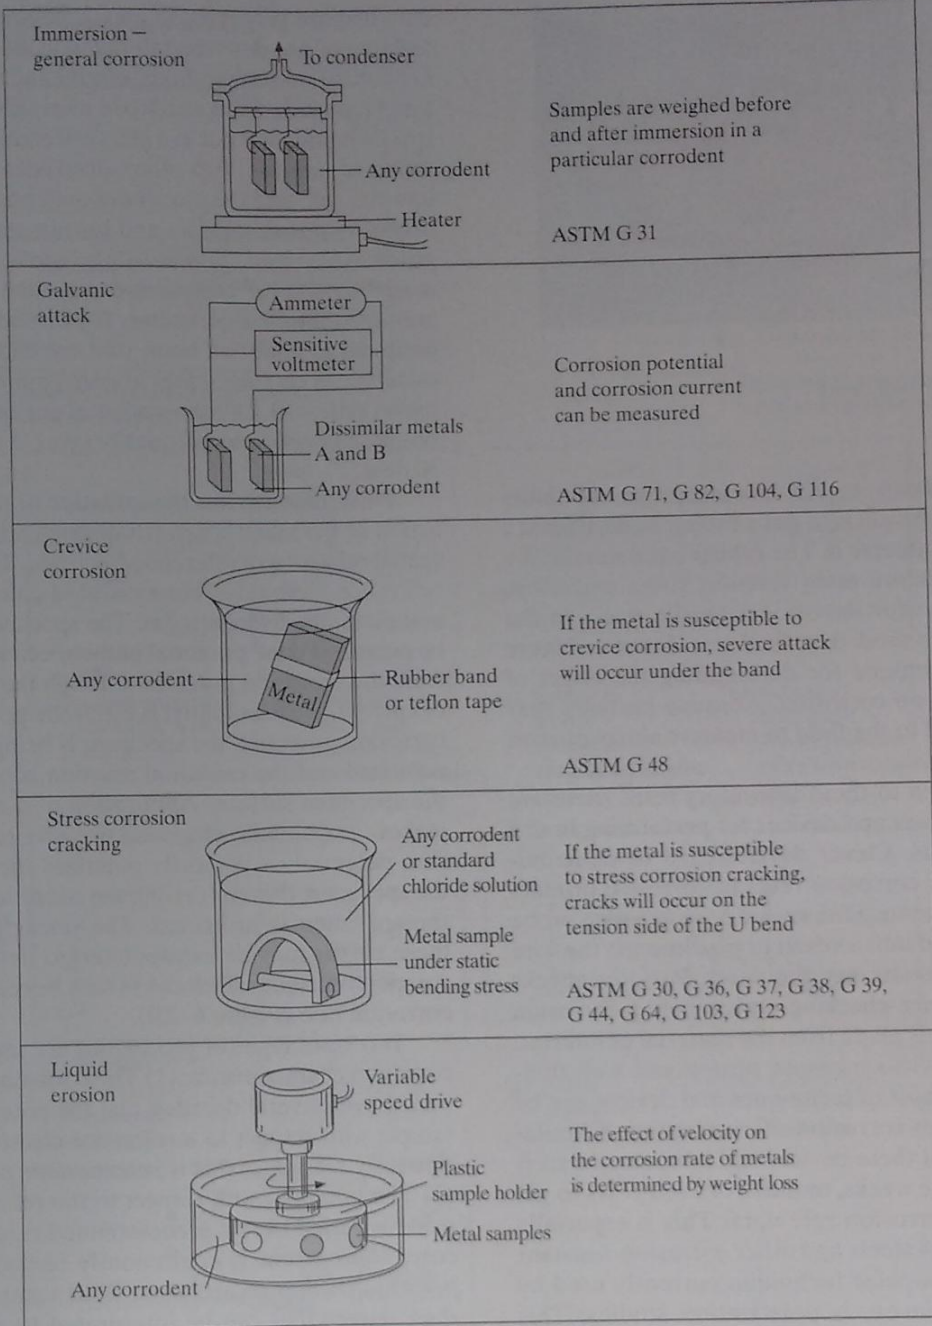 Immersion —
general corrosion
To condenser
Any corrodent
Heater
Samples are weighed before
and after immersion in a
particular corrodent
ASTM G 31
Galvanic
attack
Ammeter
Sensitive
voltmeter
Dissimilar metals
A and B
Any corrodent
Corrosion potential
and corrosion current
can be measured
ASTM G 71, G 82, G 104, G 116
Crevice
corrosion
Any corrodent
Metal
Rubber band
or teflon tape
If the metal is susceptible to
crevice corrosion, severe attack
will occur under the band
ASTM G 48
Stress corrosion
cracking
Any corrodent
or standard
chloride solution
Metal sample
under static
bending stress
If the metal is susceptible
to stress corrosion cracking,
cracks will occur on the
tension side of the U bend
ASTM G 30, G 36, G 37, G 38, G 39,
G 44, G 64, G 103, G 123
Liquid
erosion
Variable
speed drive
Plastic
sample holder
Metal samples
Any corrodent
The effect of velocity on
the corrosion rate of metals
is determined by weight loss